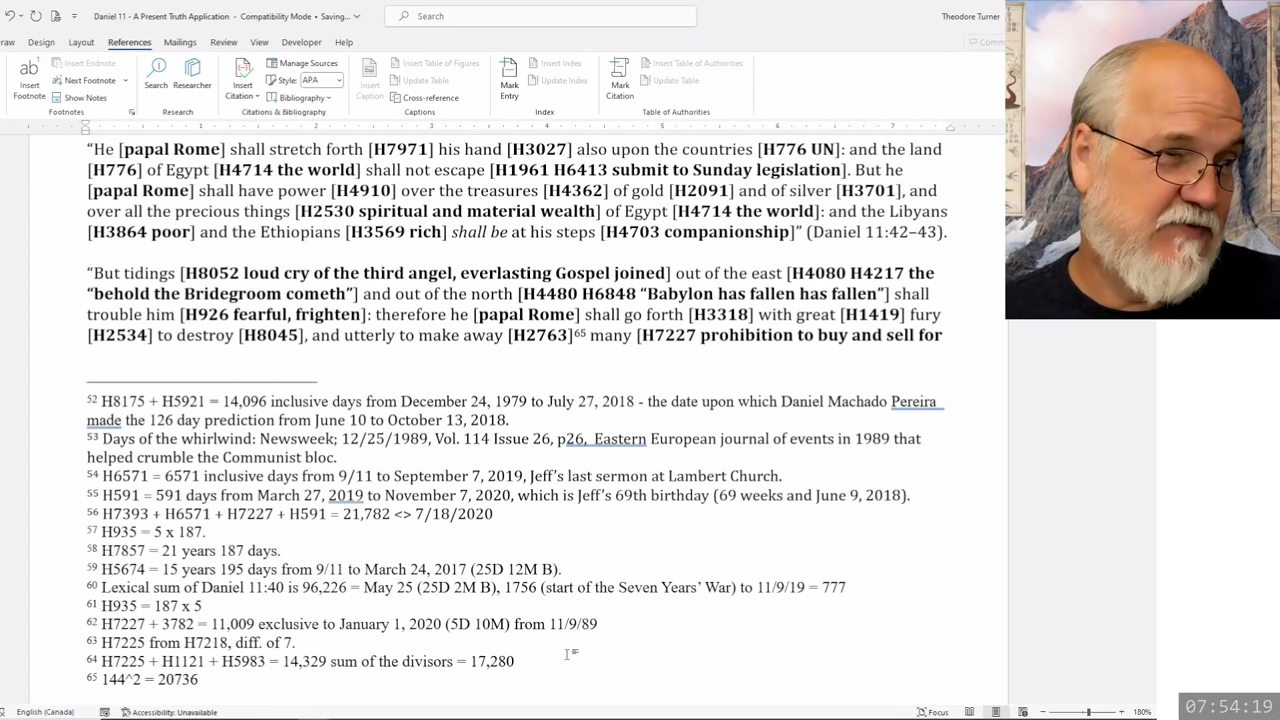 Daniel 11 - A Present Truth Application - Compatibility Mode • Saving...
Search
Theodore Turner
raw Design Layout References Mailings Review View Developer Help
Comm
Insert Footnote
Insert Endnote
Next Footnote
Show Notes
Footnotes
Search
Researcher
Research
Insert Citation
Manage Sources
Style: APA
Bibliography
Citations & Bibliography
Insert Caption
Insert Table of Figures
Update Table
Cross-reference
Captions
Mark Entry
Insert Index
Update Index
Index
Mark Citation
Insert Table of Authorities
Update Table
Table of Authorities
1 2 3 4 5 6 7
“He [papal Rome] shall stretch forth [H7971] his hand [H3027] also upon the countries [H776 UN]: and the land
[H776] of Egypt [H4714 the world] shall not escape [H1961 H6413 submit to Sunday legislation]. But he
[papal Rome] shall have power [H4910] over the treasures [H4362] of gold [H2091] and of silver [H3701], and
over all the precious things [H2530 spiritual and material wealth] of Egypt [H4714 the world]: and the Libyans
[H3864 poor] and the Ethiopians [H3569 rich] shall be at his steps [H4703 companionship]” (Daniel 11:42–43).
“But tidings [H8052 loud cry of the third angel, everlasting Gospel joined] out of the east [H4080 H4217 the
“behold the Bridegroom cometh”] and out of the north [H4480 H6848 “Babylon has fallen has fallen”] shall
trouble him [H926 fearful, frighten]: therefore he [papal Rome] shall go forth [H3318] with great [H1419] fury
[H2534] to destroy [H8045], and utterly to make away [H2763]65 many [H7227 prohibition to buy and sell for
52 H8175 + H5921 = 14,096 inclusive days from December 24, 1979 to July 27, 2018 - the date upon which Daniel Machado Pereira
made the 126 day prediction from June 10 to October 13, 2018.
53 Days of the whirlwind: Newsweek; 12/25/1989, Vol. 114 Issue 26, p26, Eastern European journal of events in 1989 that
helped crumble the Communist bloc.
54 H6571 = 6571 inclusive days from 9/11 to September 7, 2019, Jeff’s last sermon at Lambert Church.
55 H591 = 591 days from March 27, 2019 to November 7, 2020, which is Jeff’s 69th birthday (69 weeks and June 9, 2018).
56 H7393 + H6571 + H7227 + H591 = 21,782 <> 7/18/2020
57 H935 = 5 x 187.
58 H7857 = 21 years 187 days.
59 H5674 = 15 years 195 days from 9/11 to March 24, 2017 (25D 12M B).
60 Lexical sum of Daniel 11:40 is 96,226 = May 25 (25D 2M B), 1756 (start of the Seven Years’ War) to 11/9/19 = 777
61 H935 = 187 x 5
62 H7227 + 3782 = 11,009 exclusive to January 1, 2020 (5D 10M) from 11/9/89
63 H7225 from H7218, diff. of 7.
64 H7225 + H1121 + H5983 = 14,329 sum of the divisors = 17,280
65 144^2 = 20736
English (Canada) Accessibility: Unavailable Focus 180%
07:54:19